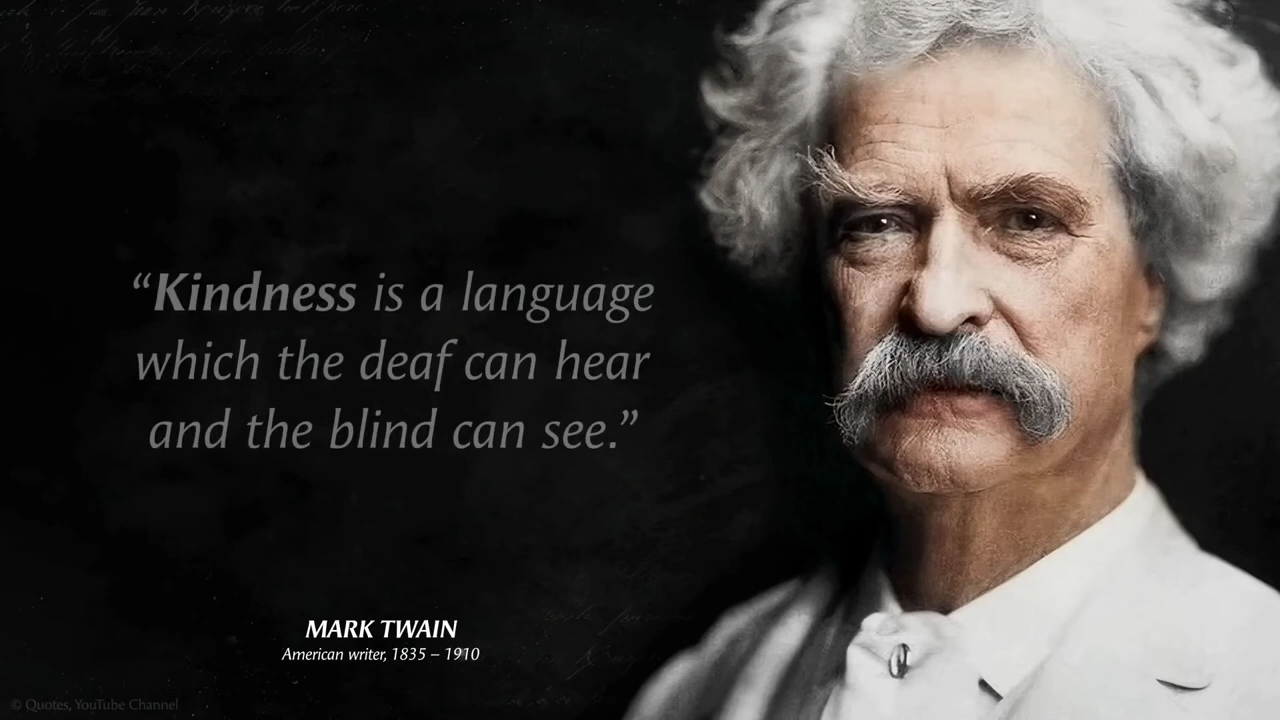 “Kindness is a language
which the deaf can hear
and the blind can see.”
MARK TWAIN
American writer, 1835 – 1910
© Quotes, YouTube Channel